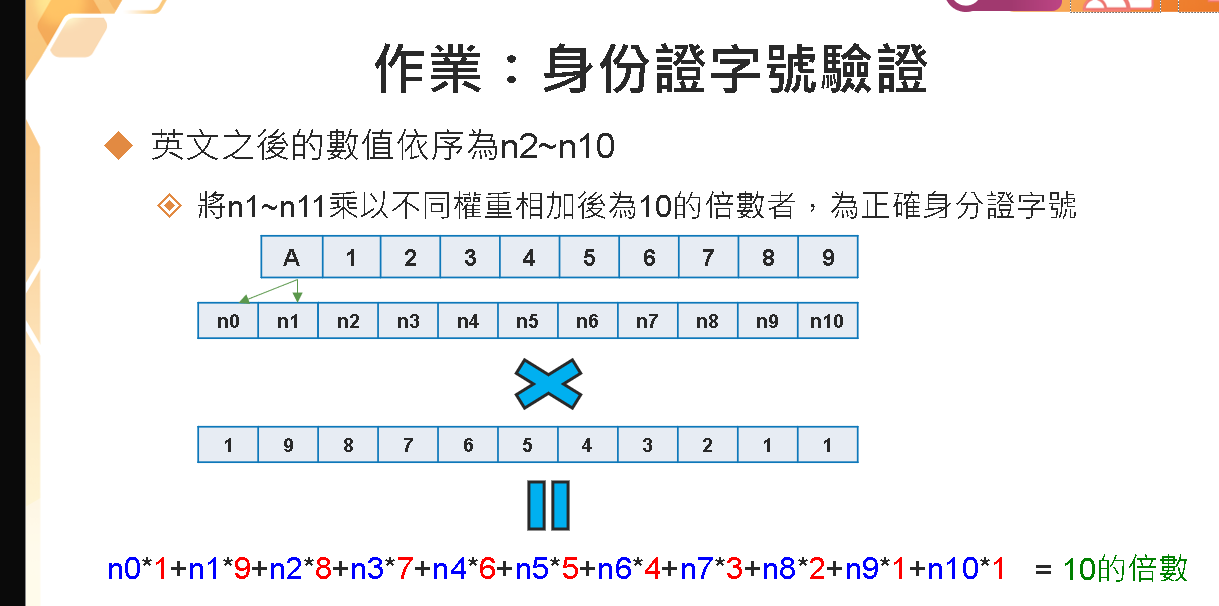 作業：身份證字號驗證
英文之後的數值依序為n2~n10
將n1~n11乘以不同權重相加後為10的倍數者，為正確身分證字號
A 1 2 3 4 5 6 7 8 9
n0 n1 n2 n3 n4 n5 n6 n7 n8 n9 n10
1 9 8 7 6 5 4 3 2 1 1
n0*1+n1*9+n2*8+n3*7+n4*6+n5*5+n6*4+n7*3+n8*2+n9*1+n10*1 = 10的倍數